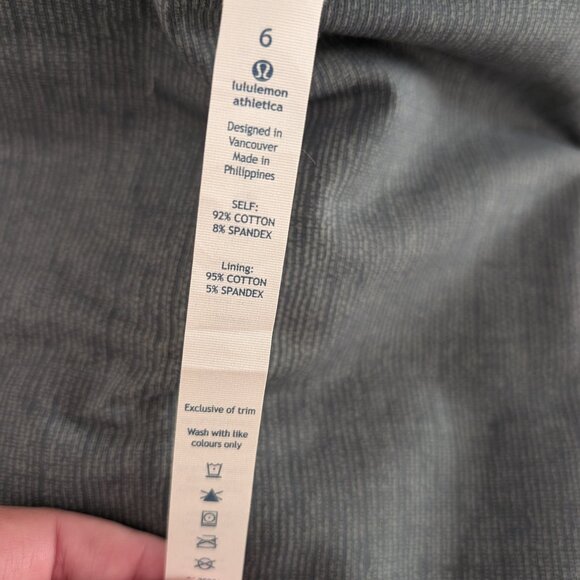 6
lululemon
athletica
Designed in
Vancouver
Made in
Philippines
SELF:
92% COTTON
8% SPANDEX
Lining:
95% COTTON
5% SPANDEX
Exclusive of trim
Wash with like
colours only